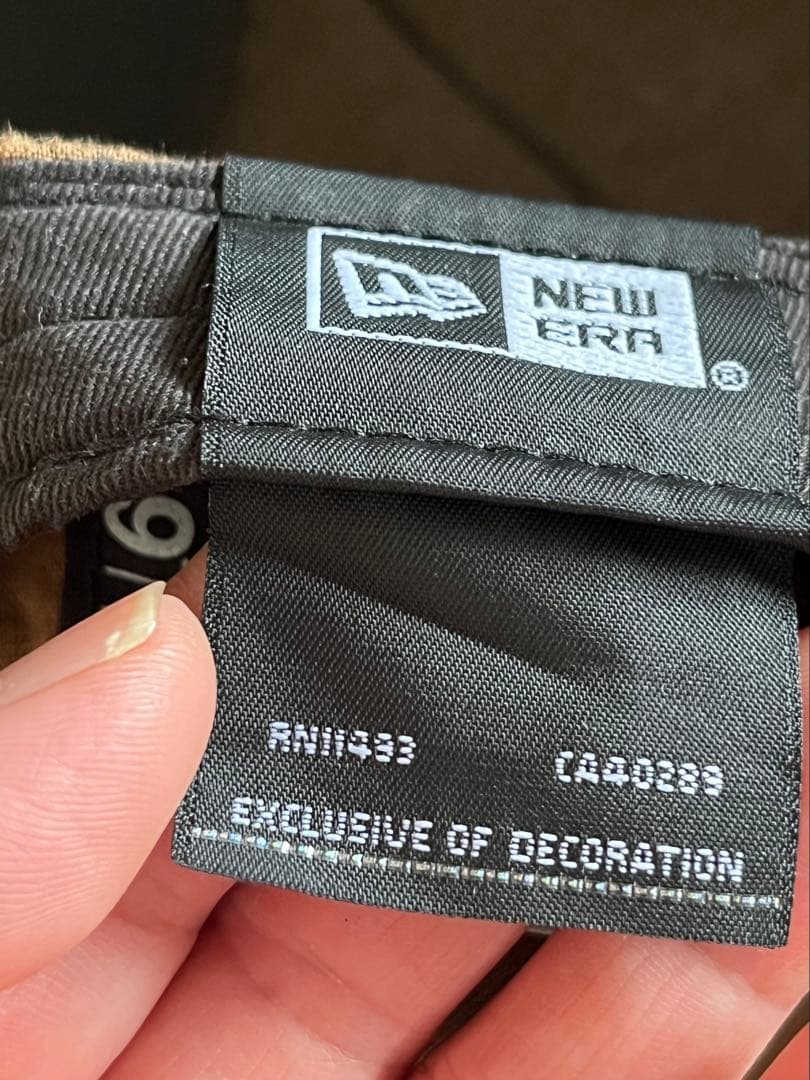 NEW
ERA®
RN11493 CA40289
EXCLUSIVE OF DECORATION